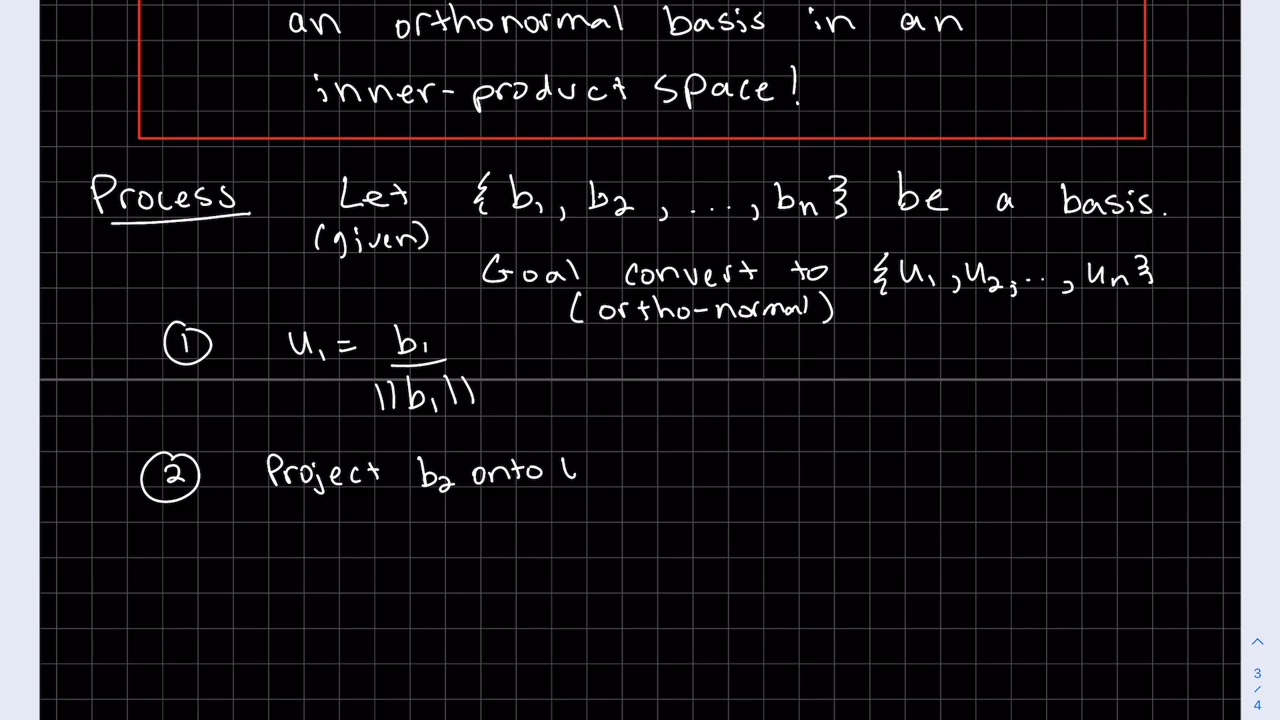 an orthonormal basis in an
inner-product space!
Process Let {b₁, b₂, ..., bₙ} be a basis.
(given)
Goal convert to {u₁, u₂, ..., uₙ}
(ortho-normal)
① u₁ = b₁
||b₁||
② Project b₂ onto
3
/
4